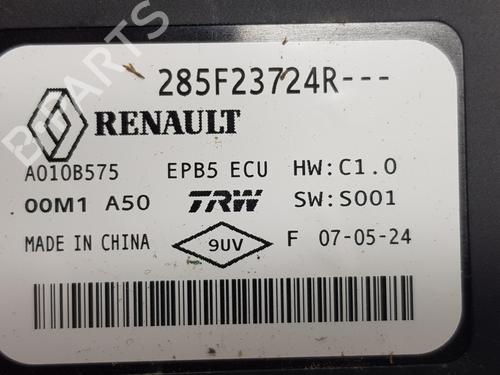 285F23724R---
RENAULT
A010B575 EPB5 ECU HW:C1.0
00M1 A50 TRW SW:S001
MADE IN CHINA 9UV F 07-05-24
B-PARTS